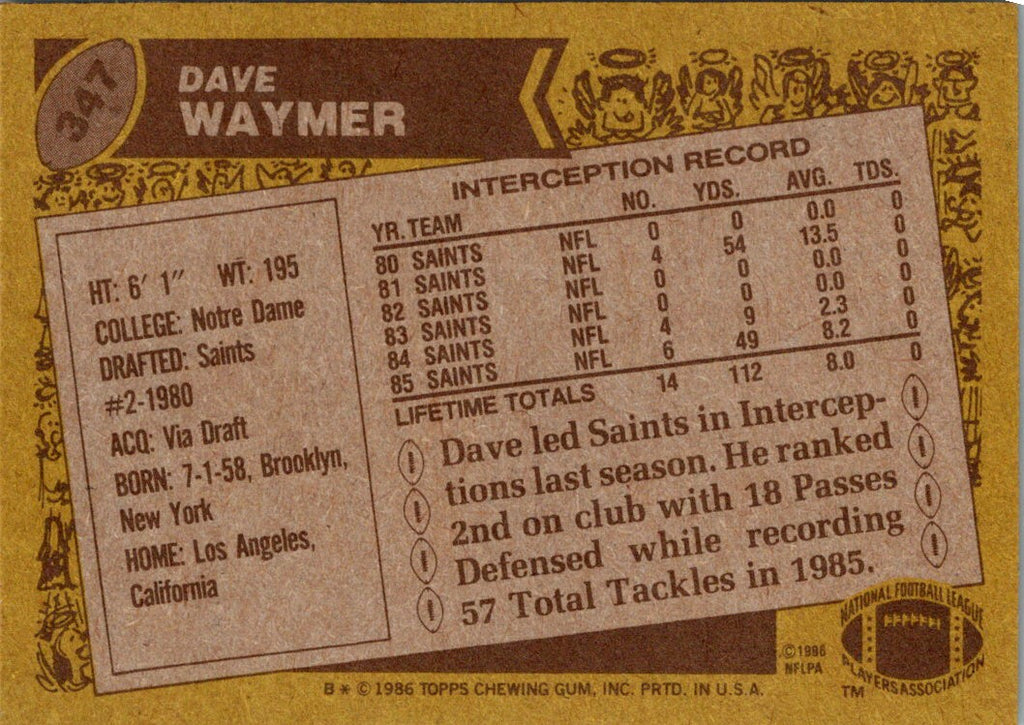 347
DAVE
WAYMER
INTERCEPTION RECORD
YR. TEAM NO. YDS. AVG. TDS.
80 SAINTS NFL 0 0 0.0 0
81 SAINTS NFL 4 54 13.5 0
82 SAINTS NFL 0 0 0.0 0
83 SAINTS NFL 0 0 0.0 0
84 SAINTS NFL 4 9 2.3 0
85 SAINTS NFL 6 49 8.2 0
LIFETIME TOTALS 14 112 8.0 0
HT: 6′ 1″ WT: 195
COLLEGE: Notre Dame
DRAFTED: Saints
#2-1980
ACQ: Via Draft
BORN: 7-1-58, Brooklyn,
New York
HOME: Los Angeles,
California
Dave led Saints in Intercep-
tions last season. He ranked
2nd on club with 18 Passes
Defensed while recording
57 Total Tackles in 1985.
©1986
NFLPA
NATIONAL FOOTBALL LEAGUE
PLAYERS ASSOCIATION
TM
B * © 1986 TOPPS CHEWING GUM, INC. PRTD. IN U.S.A.